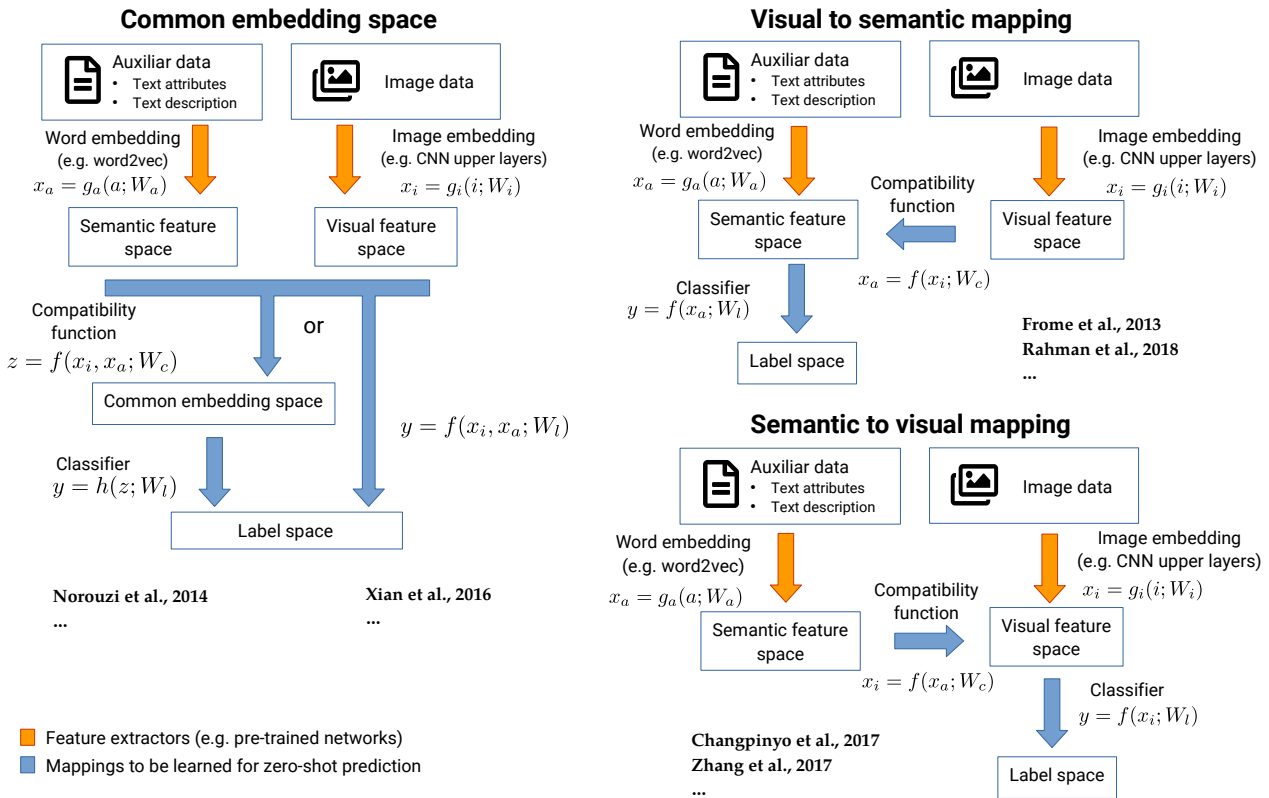 Common embedding space
Auxiliar data
• Text attributes
• Text description
Image data
Word embedding
(e.g. word2vec)
x_a = g_a(a; W_a)
Image embedding
(e.g. CNN upper layers)
x_i = g_i(i; W_i)
Semantic feature
space
Visual feature
space
Compatibility
function
z = f(x_i, x_a; W_c)
or
Common embedding space
y = f(x_i, x_a; W_l)
Classifier
y = h(z; W_l)
Label space
Norouzi et al., 2014
...
Xian et al., 2016
...
Feature extractors (e.g. pre-trained networks)
Mappings to be learned for zero-shot prediction
Visual to semantic mapping
Auxiliar data
• Text attributes
• Text description
Image data
Word embedding
(e.g. word2vec)
x_a = g_a(a; W_a)
Image embedding
(e.g. CNN upper layers)
x_i = g_i(i; W_i)
Compatibility
function
Semantic feature
space
Visual feature
space
x_a = f(x_i; W_c)
Classifier
y = f(x_a; W_l)
Label space
Frome et al., 2013
Rahman et al., 2018
...
Semantic to visual mapping
Auxiliar data
• Text attributes
• Text description
Image data
Word embedding
(e.g. word2vec)
x_a = g_a(a; W_a)
Image embedding
(e.g. CNN upper layers)
x_i = g_i(i; W_i)
Compatibility
function
Semantic feature
space
Visual feature
space
x_i = f(x_a; W_c)
Classifier
y = f(x_i; W_l)
Label space
Changpinyo et al., 2017
Zhang et al., 2017
...